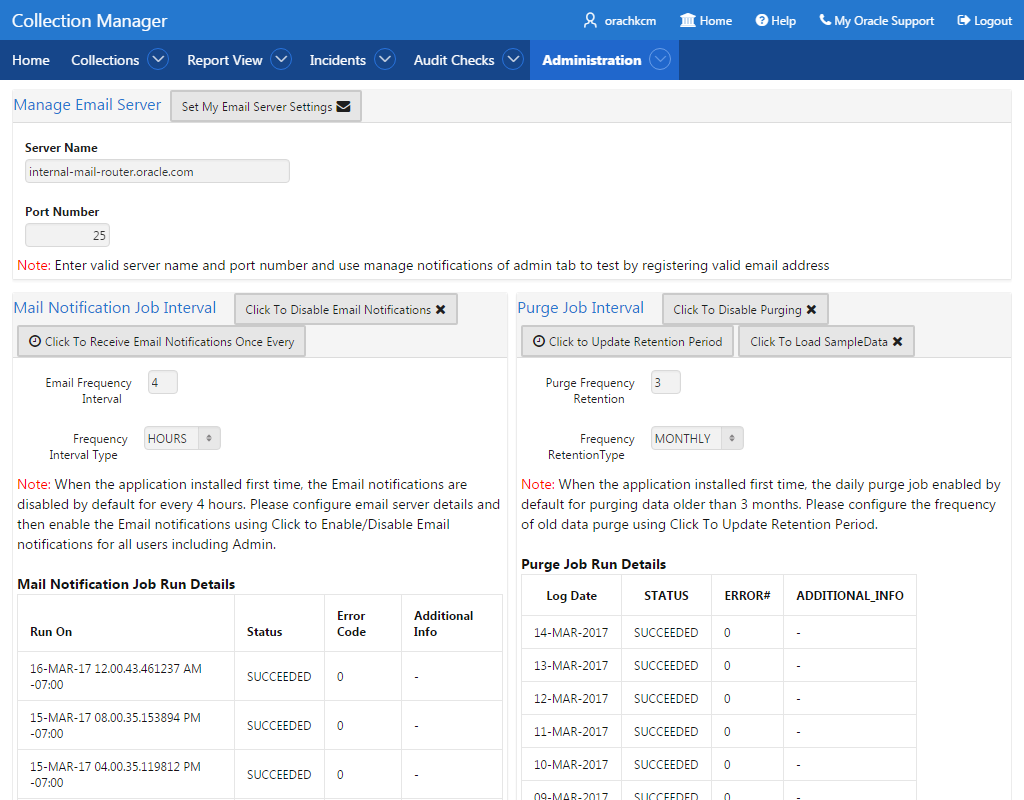 Collection Manager
orachkcm Home Help My Oracle Support Logout
Home Collections Report View Incidents Audit Checks Administration
Manage Email Server Set My Email Server Settings
Server Name
internal-mail-router.oracle.com
Port Number
25
Note: Enter valid server name and port number and use manage notifications of admin tab to test by registering valid email address
Mail Notification Job Interval Click To Disable Email Notifications
Click To Receive Email Notifications Once Every
Email Frequency 4
Interval
Frequency HOURS
Interval Type
Note: When the application installed first time, the Email notifications are
disabled by default for every 4 hours. Please configure email server details and
then enable the Email notifications using Click to Enable/Disable Email
notifications for all users including Admin.
Mail Notification Job Run Details
Run On Status Error Code Additional Info
16-MAR-17 12.00.43.461237 AM -07:00 SUCCEEDED 0 -
15-MAR-17 08.00.35.153894 PM -07:00 SUCCEEDED 0 -
15-MAR-17 04.00.35.119812 PM -07:00 SUCCEEDED 0 -
Purge Job Interval Click To Disable Purging
Click to Update Retention Period Click To Load SampleData
Purge Frequency 3
Retention
Frequency MONTHLY
RetentionType
Note: When the application installed first time, the daily purge job enabled by
default for purging data older than 3 months. Please configure the frequency
of old data purge using Click To Update Retention Period.
Purge Job Run Details
Log Date STATUS ERROR# ADDITIONAL_INFO
14-MAR-2017 SUCCEEDED 0 -
13-MAR-2017 SUCCEEDED 0 -
12-MAR-2017 SUCCEEDED 0 -
11-MAR-2017 SUCCEEDED 0 -
10-MAR-2017 SUCCEEDED 0 -
09-MAR-2017 SUCCEEDED 0 -